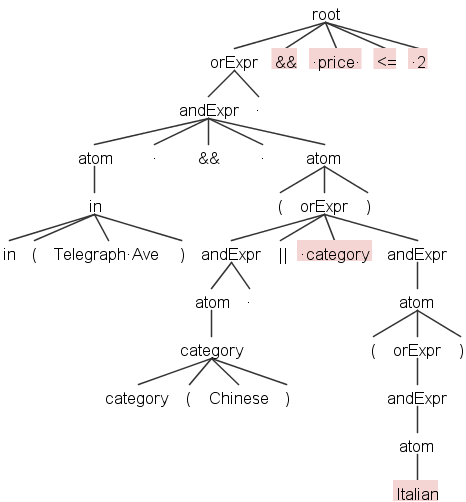 root
orExpr && ·price· <= ·2
andExpr ·
atom · && · atom
in ( orExpr )
in ( Telegraph·Ave ) andExpr || ·category andExpr
atom · atom
category ( orExpr )
category ( Chinese ) andExpr
atom
Italian